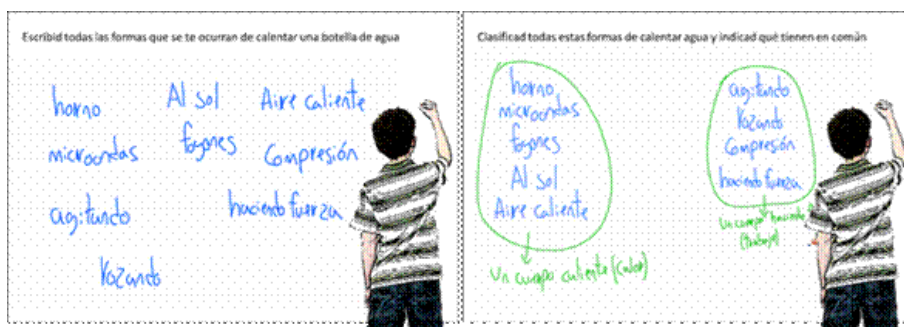 Escribid todas las formas que se te ocurran de calentar una botella de agua
horno
Al sol
Aire caliente
microondas
fogones
Compresión
agitando
haciendo fuerza
Rozando
Clasificad todas estas formas de calentar agua y indicad qué tienen en común
horno
microondas
fogones
Al sol
Aire caliente
Un cuerpo caliente (calor)
agitando
Rozando
Compresión
haciendo fuerza
Un cuerpo haciendo
(trabajo)